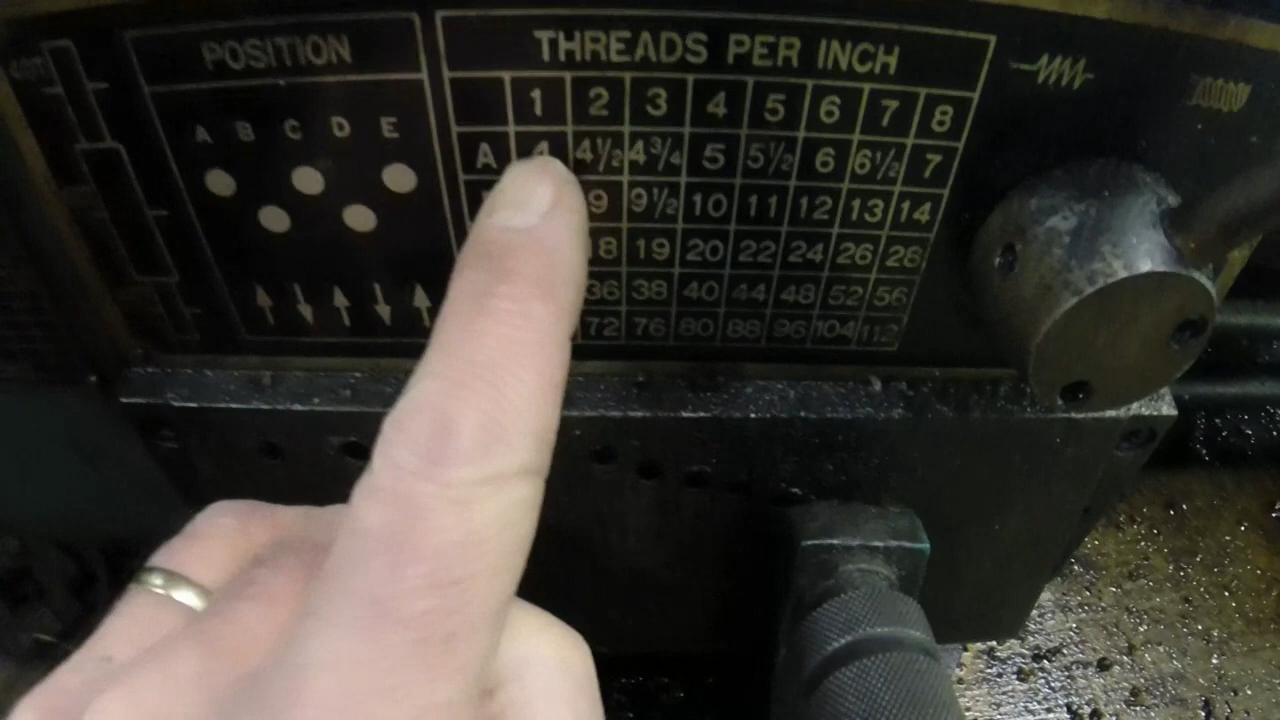 POSITION
THREADS PER INCH
A B C D E
1 2 3 4 5 6 7 8
A 4 4½ 4¾ 5 5½ 6 6½ 7
9 9½ 10 11 12 13 14
18 19 20 22 24 26 28
36 38 40 44 48 52 56
72 76 80 88 96 104 112